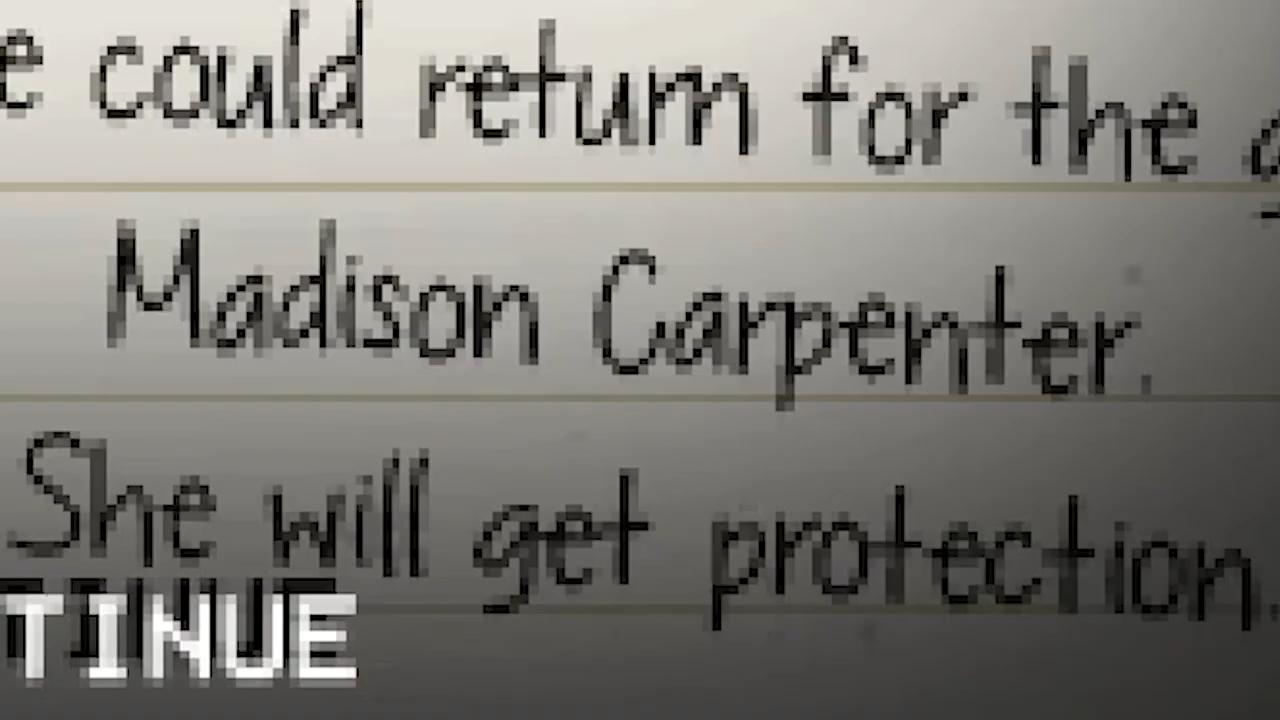 could return for the
Madison Carpenter.
She will get protection.
TINUE